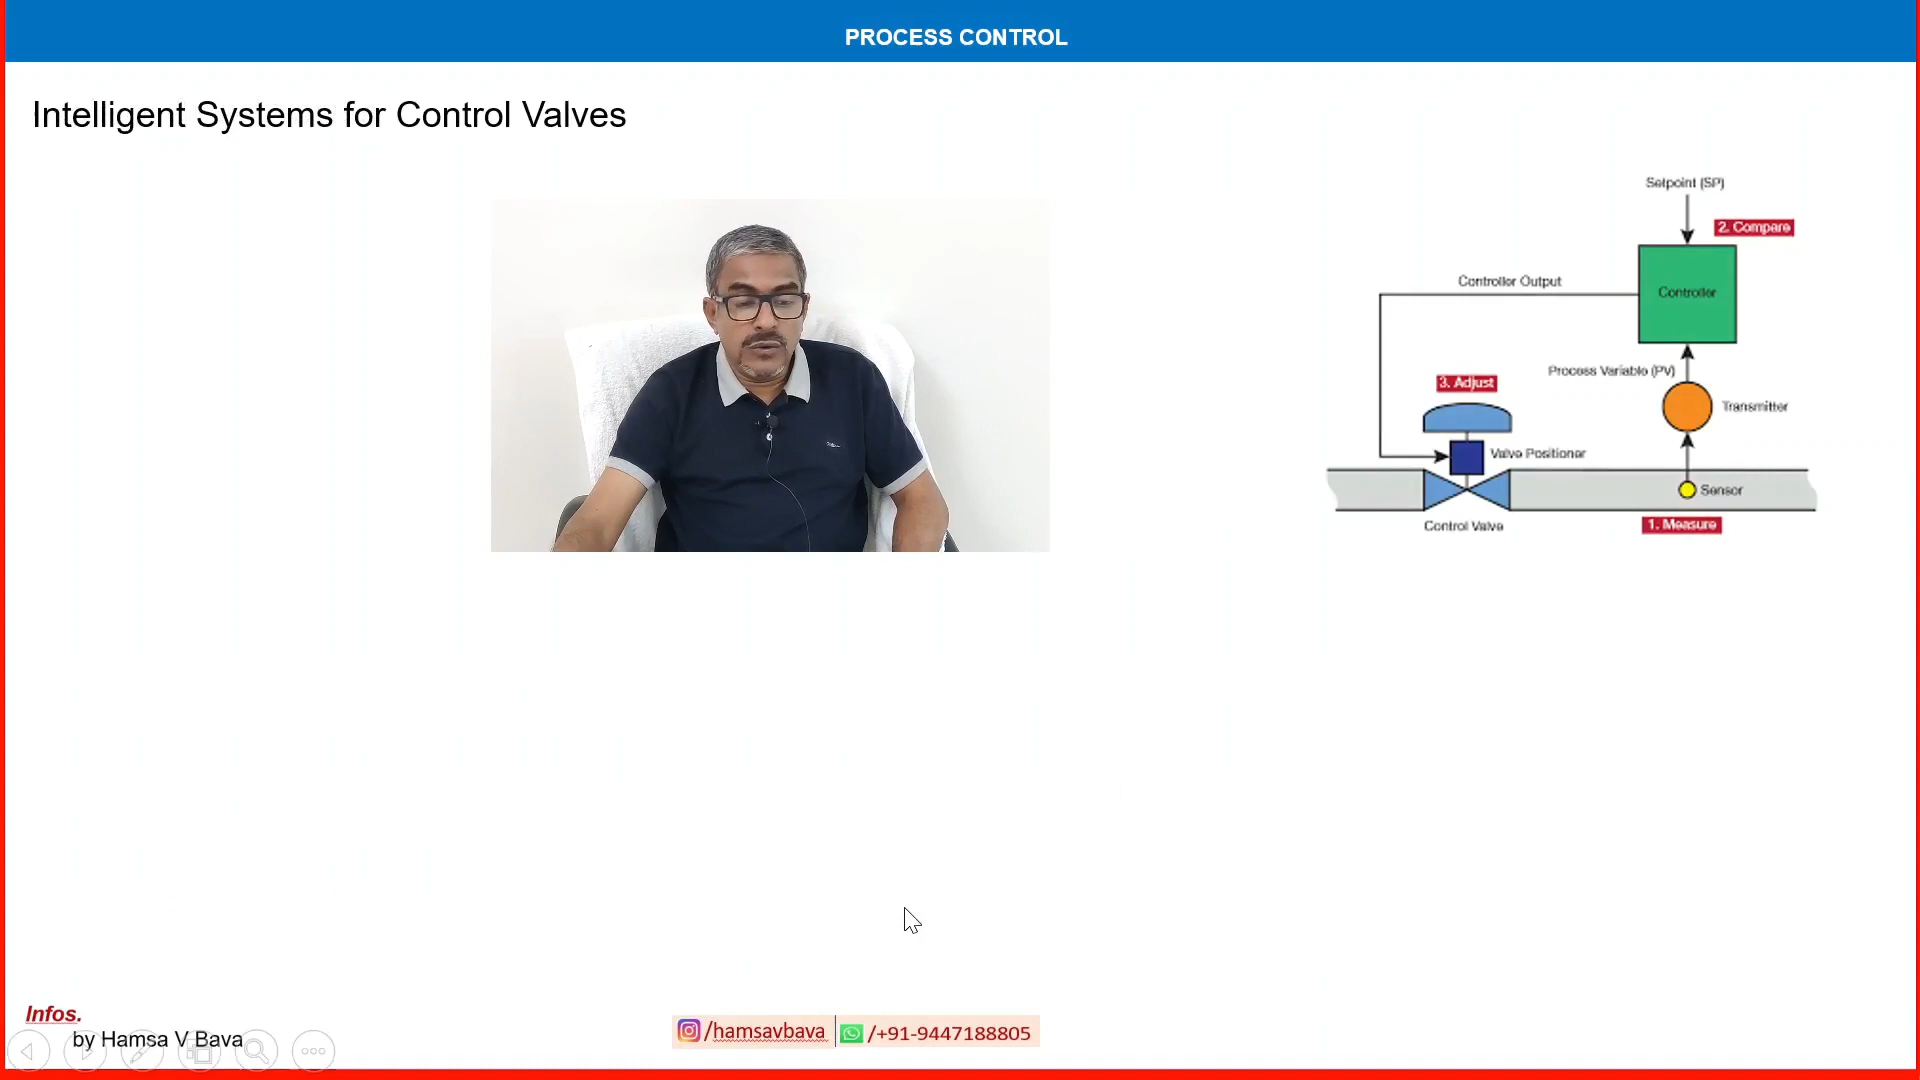 PROCESS CONTROL
Intelligent Systems for Control Valves
Setpoint (SP)
2. Compare
Controller Output
Controller
Process Variable (PV)
3. Adjust
Transmitter
Valve Positioner
Sensor
Control Valve
1. Measure
Infos.
by Hamsa V Bava
/hamsavbava
/+91-9447188805